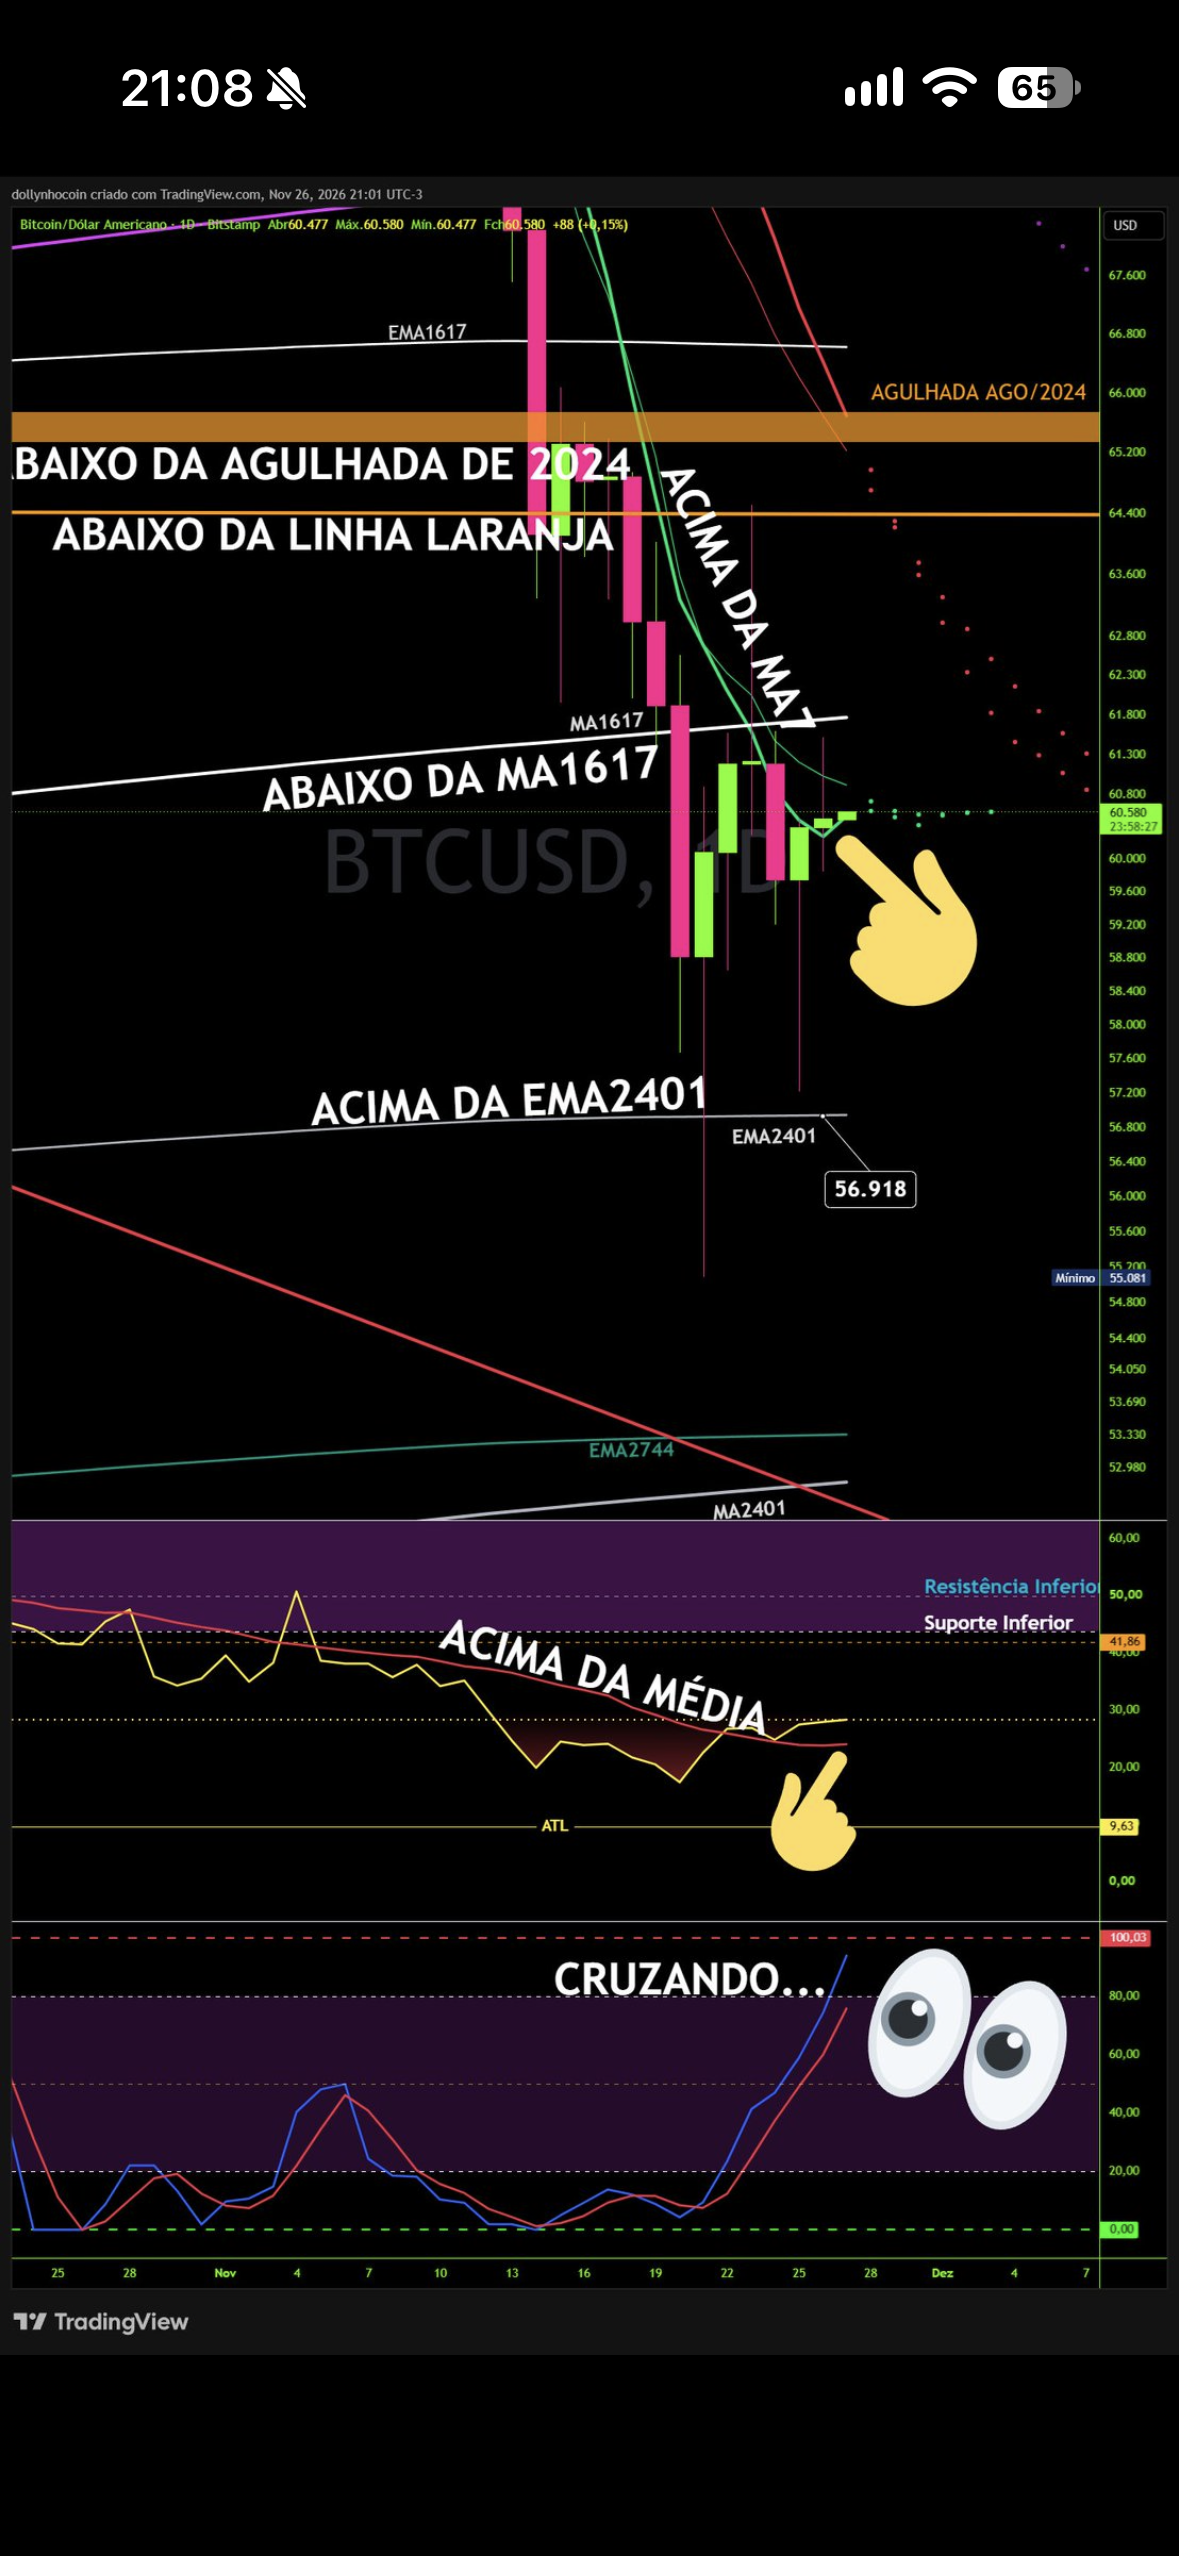 21:08
65
dollynhocoin criado com TradingView.com, Nov 26, 2026 21:01 UTC-3
Bitcoin/Dólar Americano · 1D · Bitstamp Abr60.477 Máx.60.580 Mín.60.477 Fch60.580 +88 (+0,15%)
USD
67.600
EMA1617
66.800
AGULHADA AGO/2024
66.000
BAIXO DA AGULHADA DE 2024
65.200
64.400
ABAIXO DA LINHA LARANJA
ACIMA DA MA7
63.600
62.800
62.300
MA1617
61.800
ABAIXO DA MA1617
61.300
60.800
60.580
23:58:27
BTCUSD, 1D
60.000
59.600
59.200
58.800
58.400
58.000
57.600
57.200
ACIMA DA EMA2401
EMA2401
56.800
56.400
56.918
56.000
55.600
55.200
Mínimo 55.081
54.800
54.400
54.050
53.690
53.330
EMA2744
52.980
MA2401
60,00
Resistência Inferior
50,00
Suporte Inferior
41,86
40,00
ACIMA DA MÉDIA
30,00
20,00
ATL
9,63
0,00
100,03
CRUZANDO...
80,00
60,00
40,00
20,00
0,00
25 28 Nov 4 7 10 13 16 19 22 25 28 Dez 4 7
TradingView